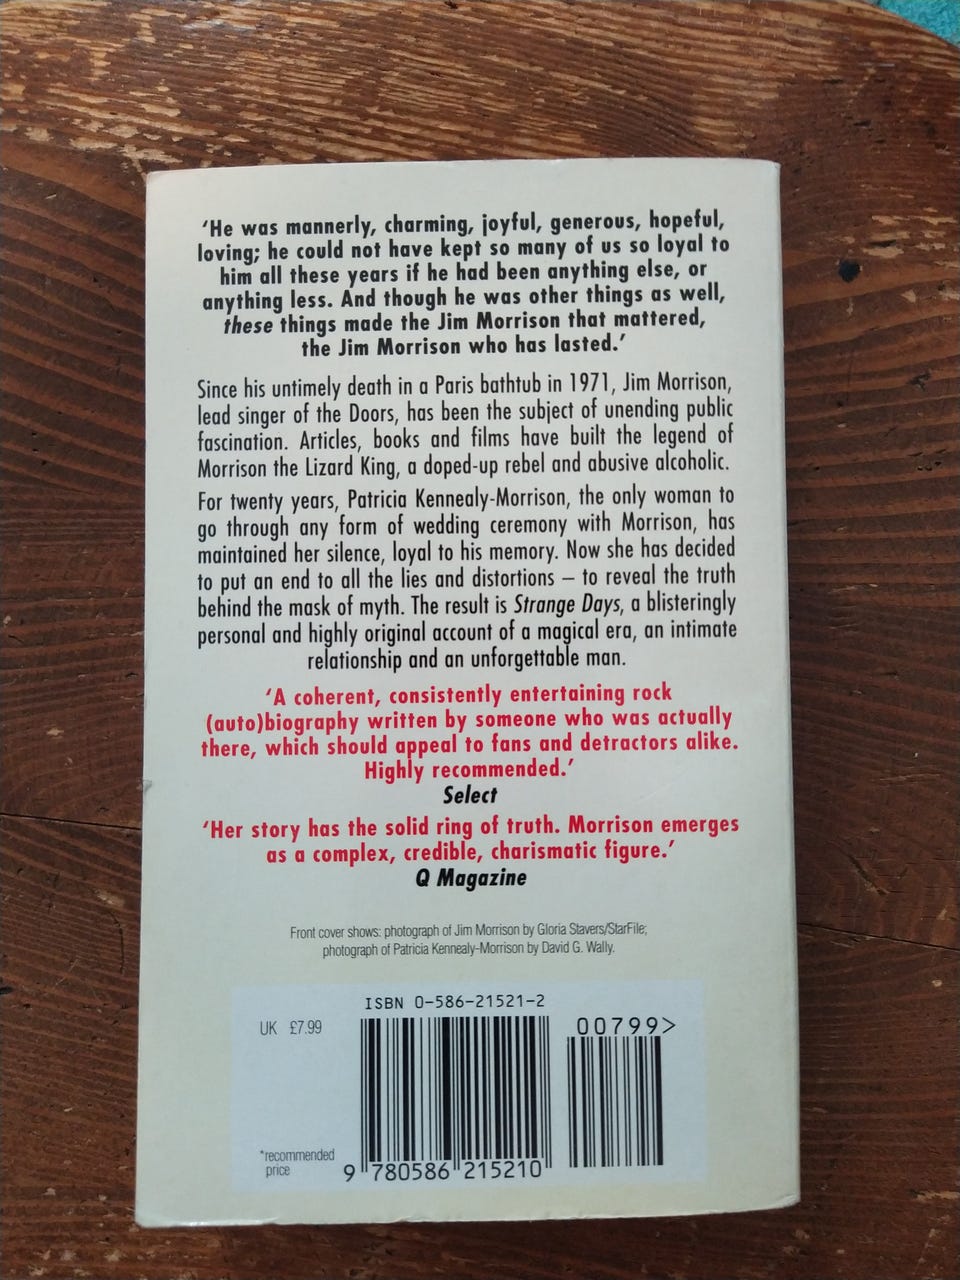 ‘He was mannerly, charming, joyful, generous, hopeful,
loving; he could not have kept so many of us so loyal to
him all these years if he had been anything else, or
anything less. And though he was other things as well,
these things made the Jim Morrison that mattered,
the Jim Morrison who has lasted.’
Since his untimely death in a Paris bathtub in 1971, Jim Morrison,
lead singer of the Doors, has been the subject of unending public
fascination. Articles, books and films have built the legend of
Morrison the Lizard King, a doped-up rebel and abusive alcoholic.
For twenty years, Patricia Kennealy-Morrison, the only woman to
go through any form of wedding ceremony with Morrison, has
maintained her silence, loyal to his memory. Now she has decided
to put an end to all the lies and distortions – to reveal the truth
behind the mask of myth. The result is Strange Days, a blisteringly
personal and highly original account of a magical era, an intimate
relationship and an unforgettable man.
‘A coherent, consistently entertaining rock
(auto)biography written by someone who was actually
there, which should appeal to fans and detractors alike.
Highly recommended.’
Select
‘Her story has the solid ring of truth. Morrison emerges
as a complex, credible, charismatic figure.’
Q Magazine
Front cover shows: photograph of Jim Morrison by Gloria Stavers/StarFile;
photograph of Patricia Kennealy-Morrison by David G. Wally.
ISBN 0-586-21521-2
UK £7.99
00799>
*recommended
price
9 780586 215210